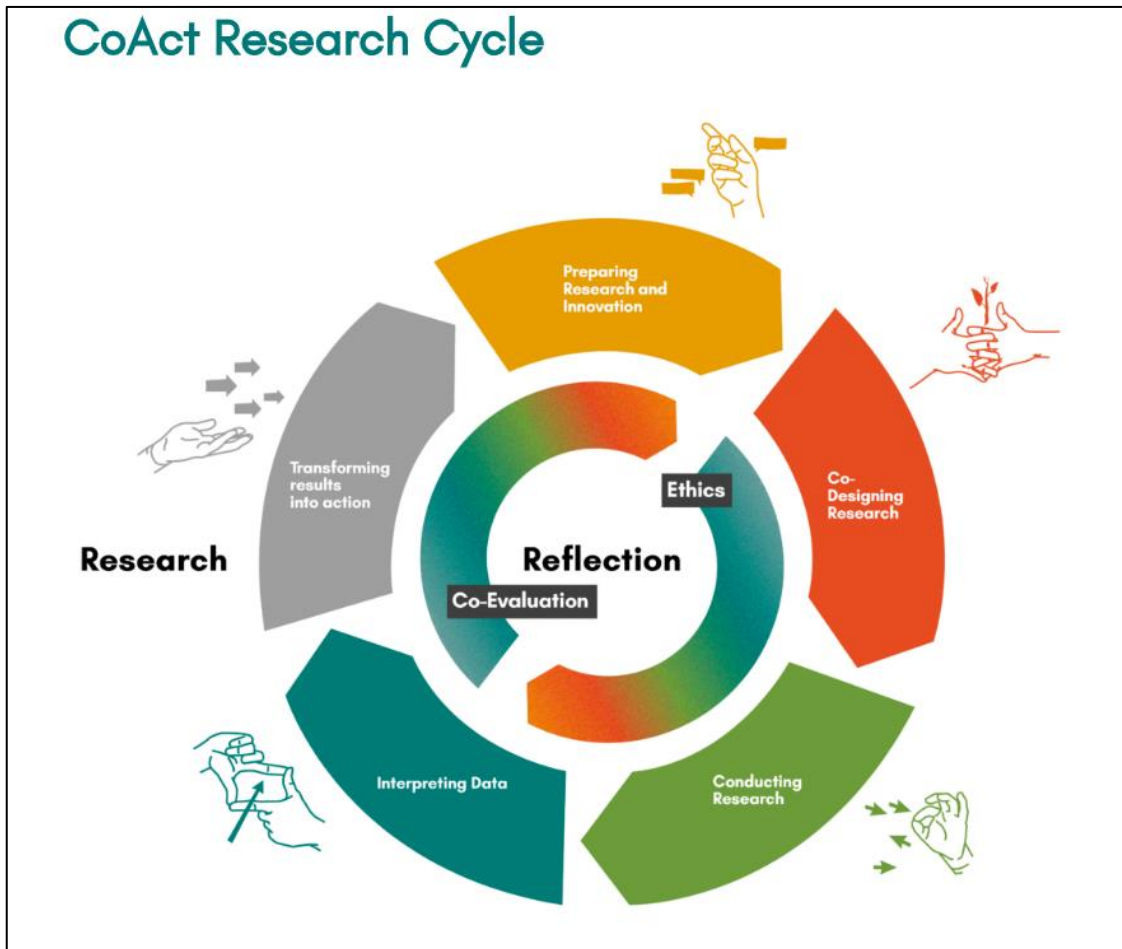 CoAct Research Cycle
Preparing
Research and
Innovation
Co-
Designing
Research
Conducting
Research
Interpreting Data
Transforming
results
into action
Research
Reflection
Ethics
Co-Evaluation